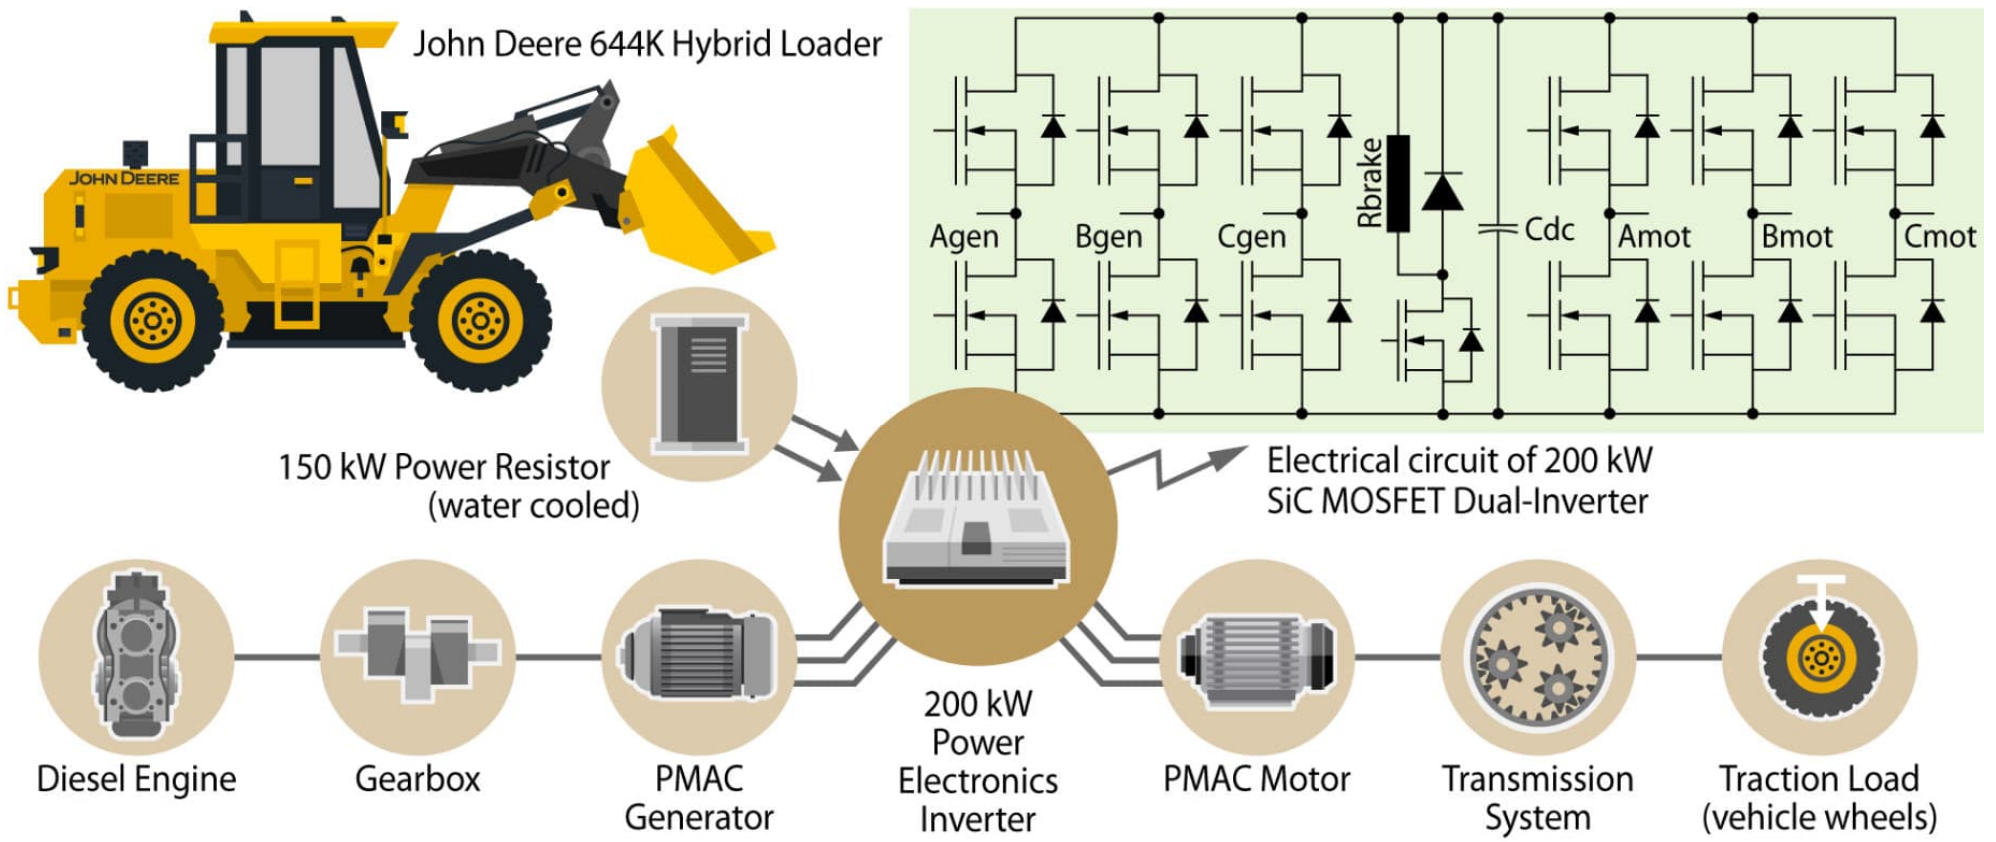 John Deere 644K Hybrid Loader
JOHN DEERE
Rbrake
Agen
Bgen
Cgen
Cdc
Amot
Bmot
Cmot
150 kW Power Resistor
(water cooled)
Electrical circuit of 200 kW
SiC MOSFET Dual-Inverter
Diesel Engine
Gearbox
PMAC
Generator
200 kW
Power
Electronics
Inverter
PMAC Motor
Transmission
System
Traction Load
(vehicle wheels)